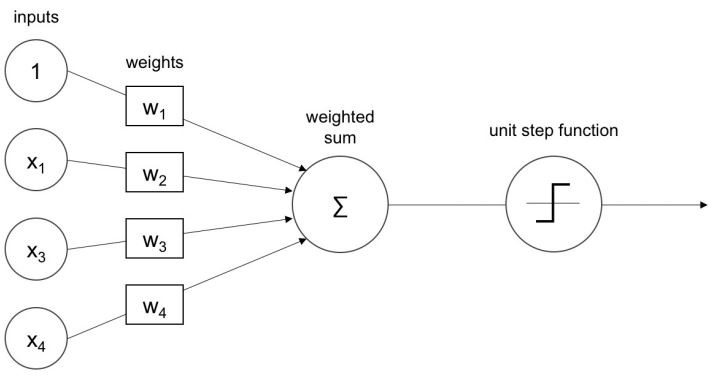 inputs
1
weights
w₁
x₁
w₂
x₃
w₃
x₄
w₄
weighted
sum
Σ
unit step function